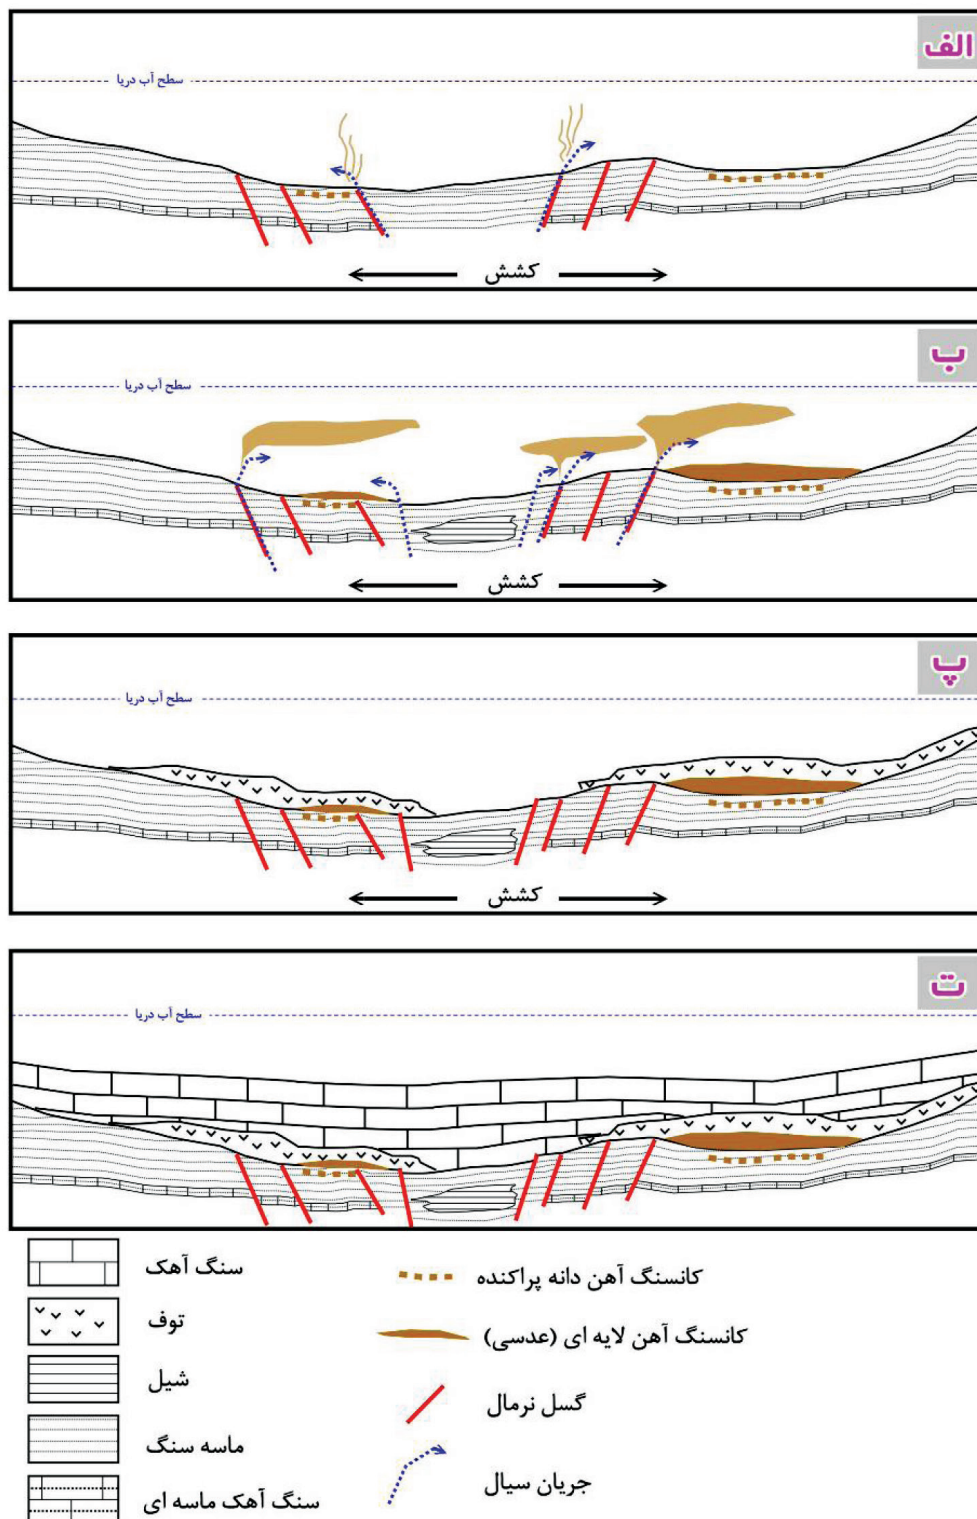 الف
سطح آب دریا
کشش
ب
سطح آب دریا
کشش
پ
سطح آب دریا
کشش
ت
سطح آب دریا
سنگ آهک
توف
شیل
ماسه سنگ
سنگ آهک ماسه ای
کانسنگ آهن دانه پراکنده
کانسنگ آهن لایه ای (عدسی)
گسل نرمال
جریان سیال